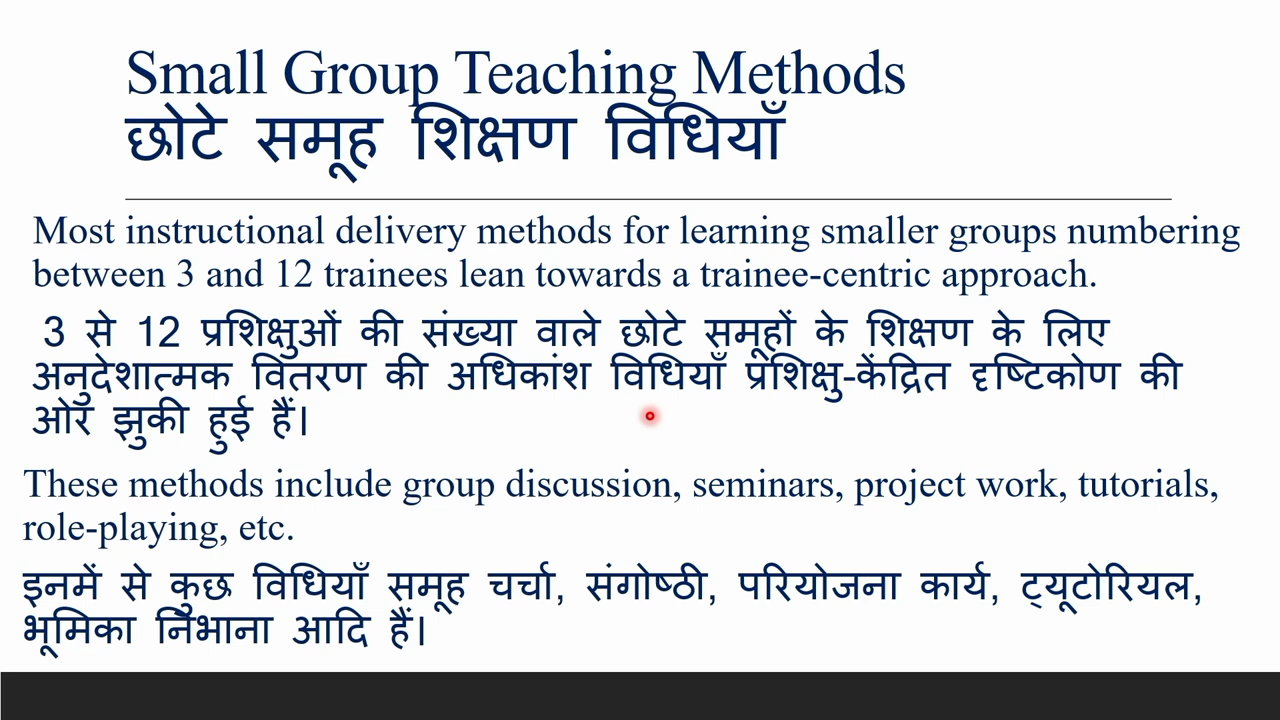 Small Group Teaching Methods
छोटे समूह शिक्षण विधियाँ
Most instructional delivery methods for learning smaller groups numbering
between 3 and 12 trainees lean towards a trainee-centric approach.
3 से 12 प्रशिक्षुओं की संख्या वाले छोटे समूहों के शिक्षण के लिए
अनुदेशात्मक वितरण की अधिकांश विधियाँ प्रशिक्षु-केंद्रित दृष्टिकोण की
ओर झुकी हुई हैं।
These methods include group discussion, seminars, project work, tutorials,
role-playing, etc.
इनमें से कुछ विधियाँ समूह चर्चा, संगोष्ठी, परियोजना कार्य, ट्यूटोरियल,
भूमिका निभाना आदि हैं।